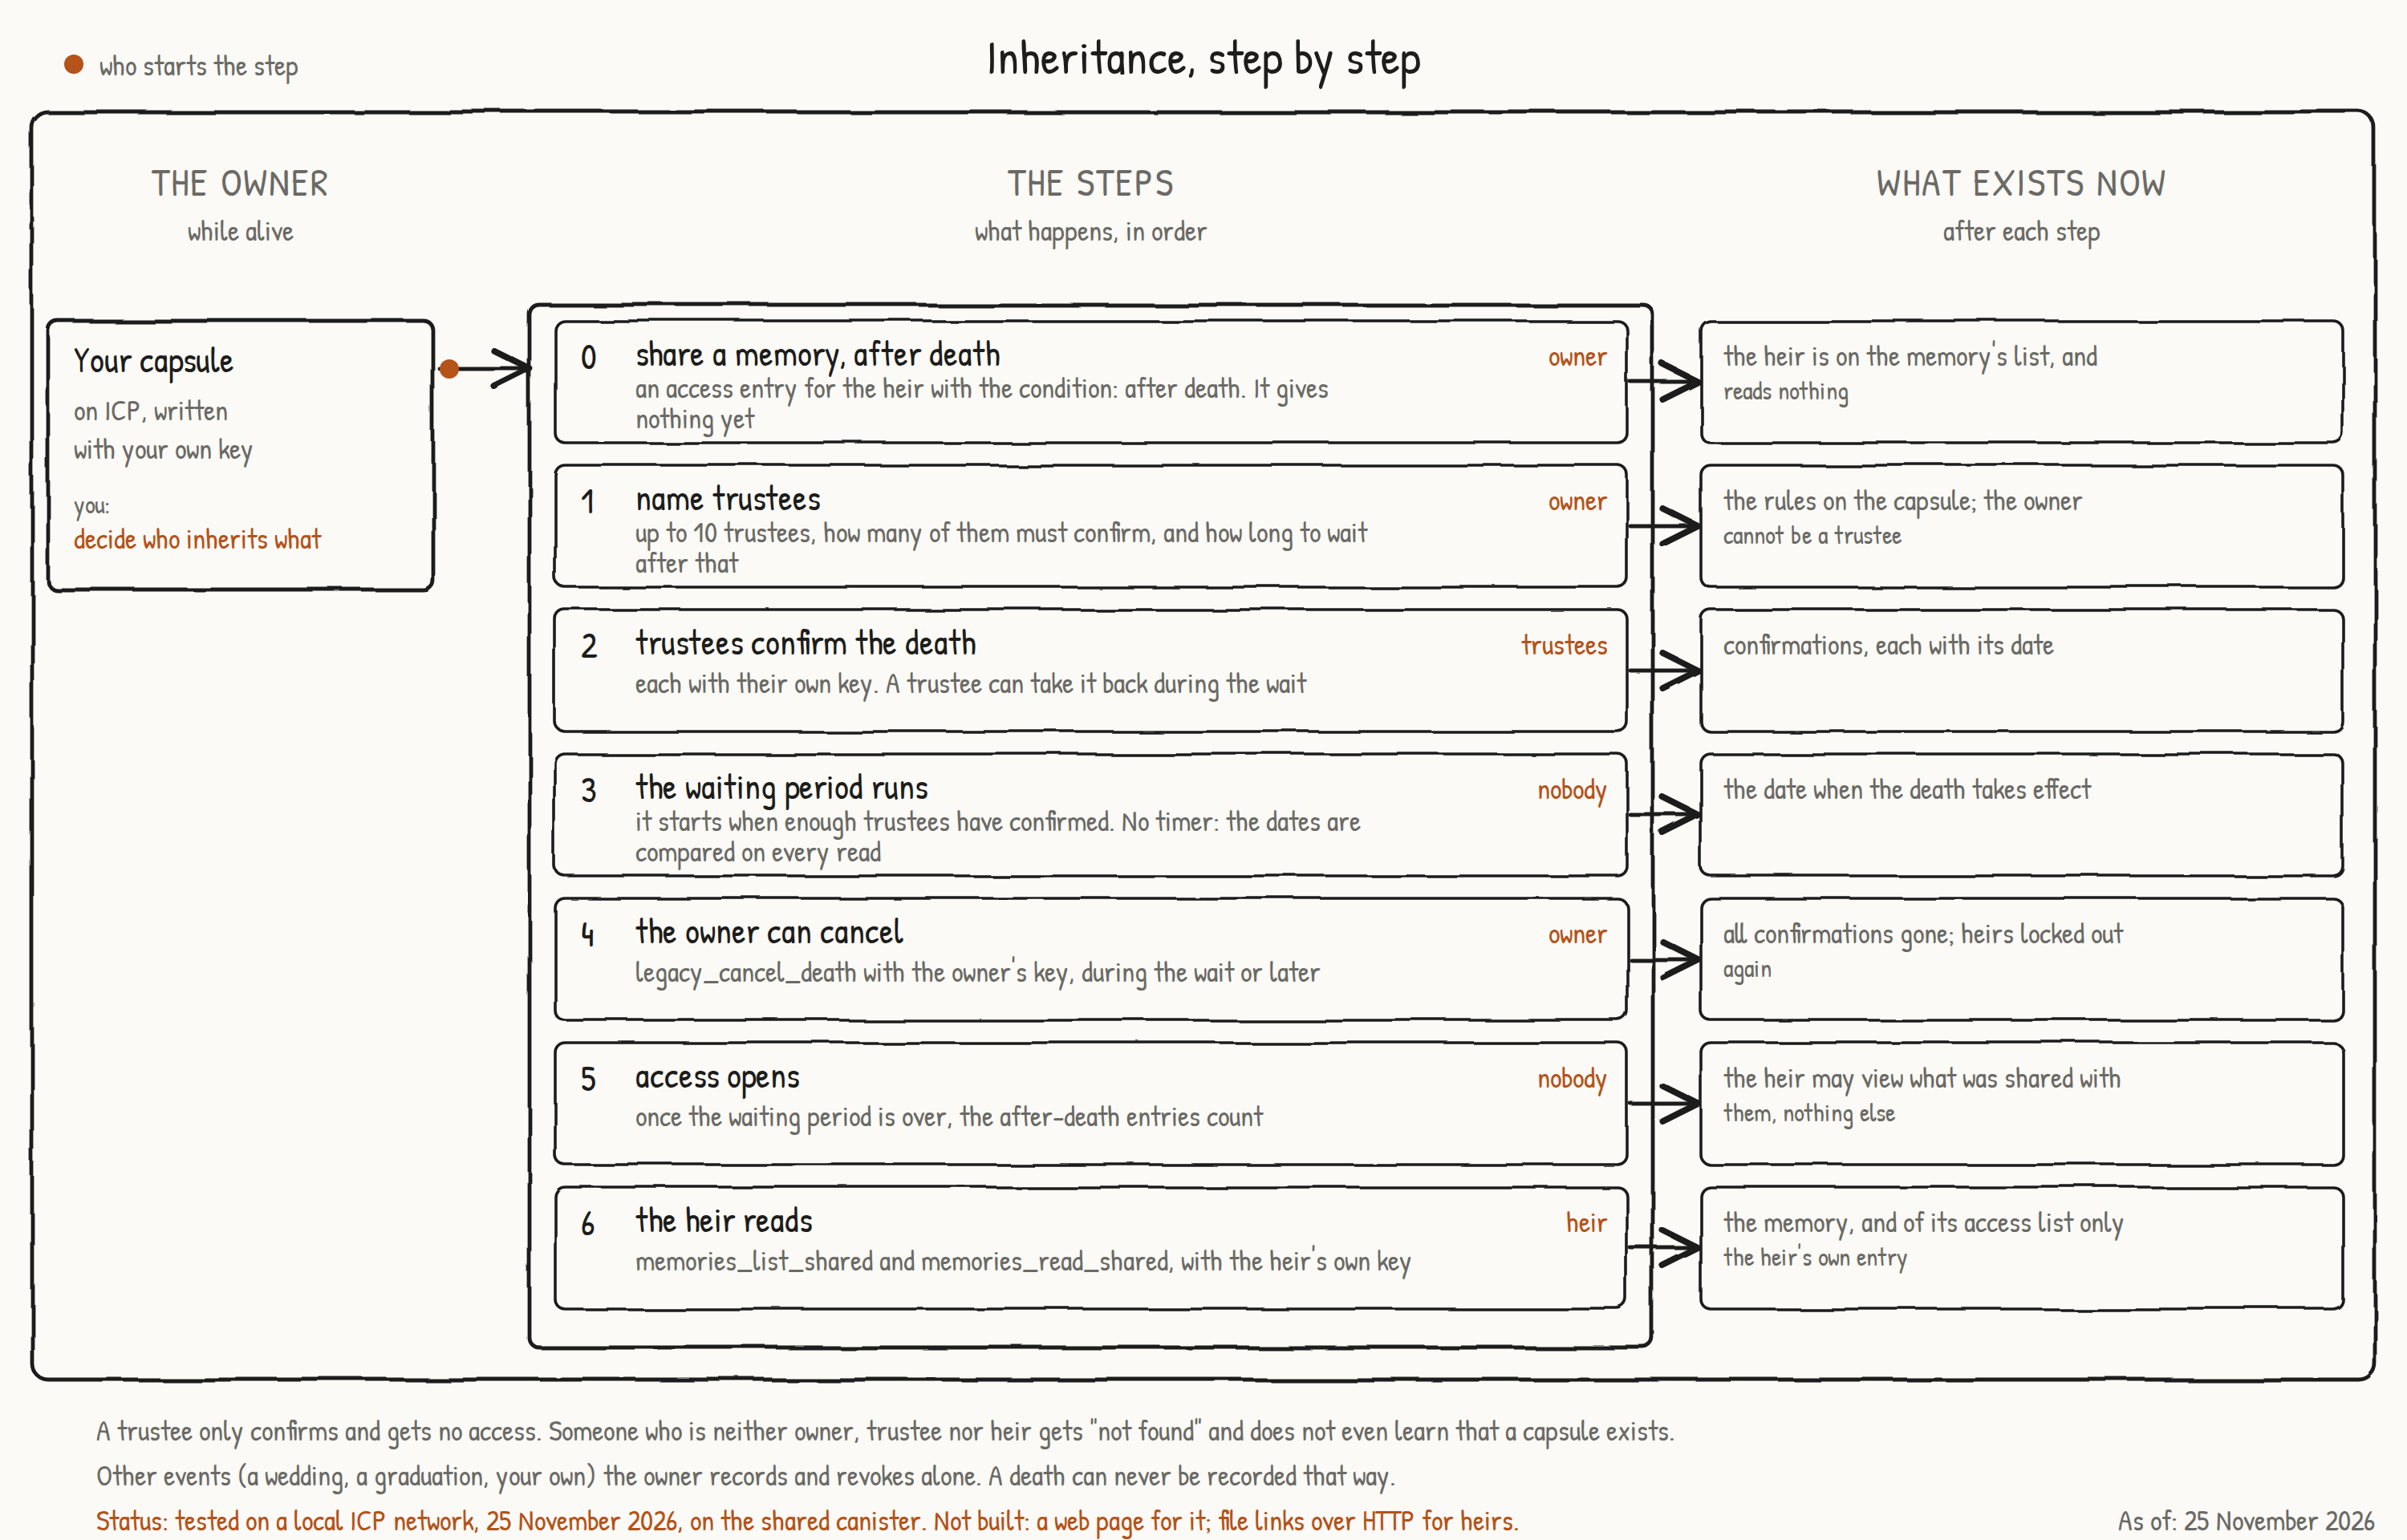 who starts the step
Inheritance, step by step
THE OWNER
while alive
THE STEPS
what happens, in order
WHAT EXISTS NOW
after each step
Your capsule
on ICP, written
with your own key
you:
decide who inherits what
0 share a memory, after death owner
an access entry for the heir with the condition: after death. It gives
nothing yet
the heir is on the memory's list, and
reads nothing
1 name trustees owner
up to 10 trustees, how many of them must confirm, and how long to wait
after that
the rules on the capsule; the owner
cannot be a trustee
2 trustees confirm the death trustees
each with their own key. A trustee can take it back during the wait
confirmations, each with its date
3 the waiting period runs nobody
it starts when enough trustees have confirmed. No timer: the dates are
compared on every read
the date when the death takes effect
4 the owner can cancel owner
legacy_cancel_death with the owner's key, during the wait or later
all confirmations gone; heirs locked out
again
5 access opens nobody
once the waiting period is over, the after-death entries count
the heir may view what was shared with
them, nothing else
6 the heir reads heir
memories_list_shared and memories_read_shared, with the heir's own key
the memory, and of its access list only
the heir's own entry
A trustee only confirms and gets no access. Someone who is neither owner, trustee nor heir gets "not found" and does not even learn that a capsule exists.
Other events (a wedding, a graduation, your own) the owner records and revokes alone. A death can never be recorded that way.
Status: tested on a local ICP network, 25 November 2026, on the shared canister. Not built: a web page for it; file links over HTTP for heirs.
As of: 25 November 2026